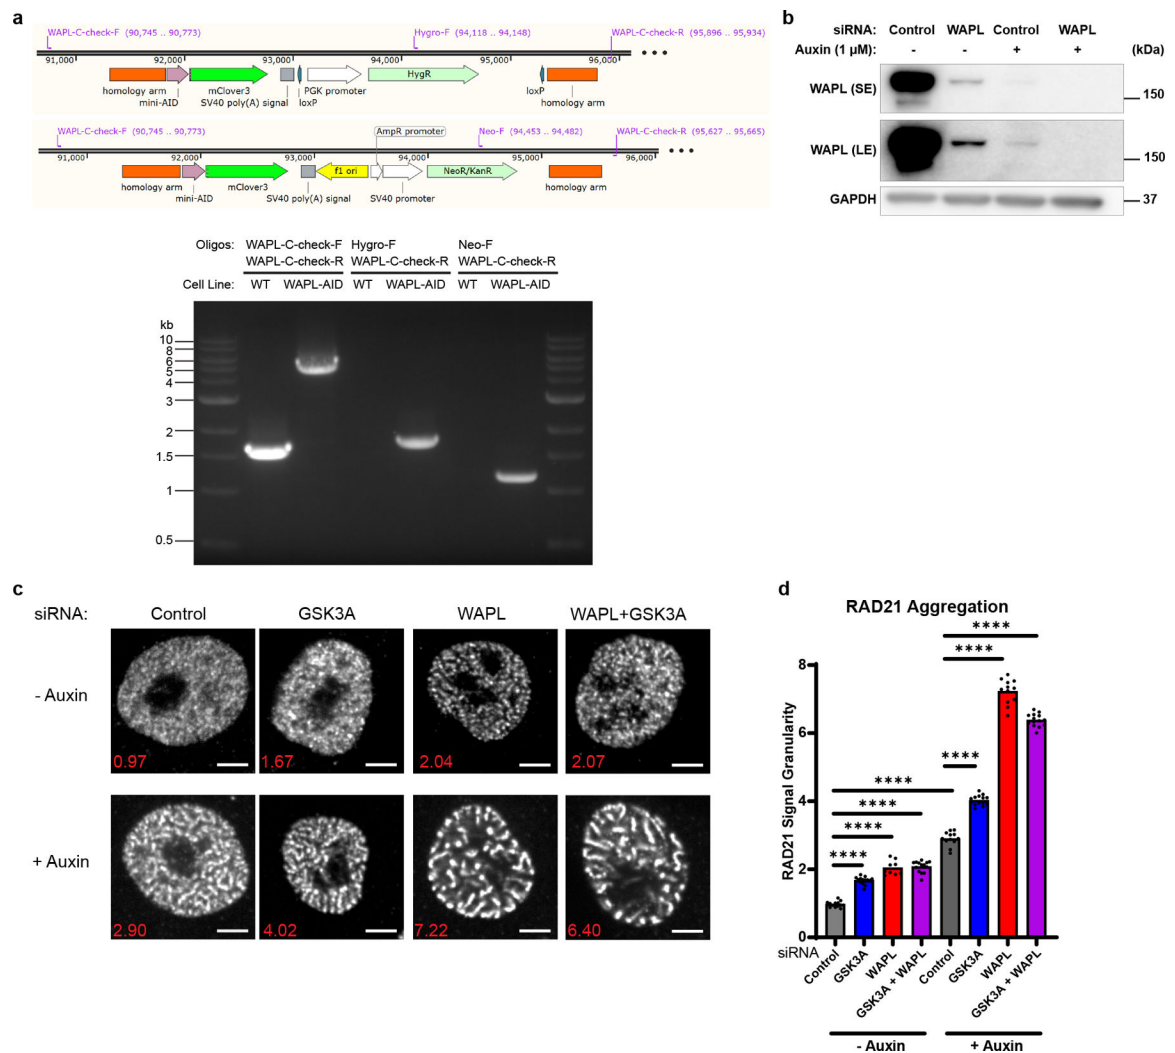 a
WAPL-C-check-F (90,745 .. 90,773)
Hygro-F (94,118 .. 94,148)
WAPL-C-check-R (95,896 .. 95,934)
91,000 92,000 93,000 94,000 95,000 96,000
homology arm mClover3 PGK promoter HygR loxP homology arm
mini-AID SV40 poly(A) signal loxP
AmpR promoter
WAPL-C-check-F (90,745 .. 90,773)
Neo-F (94,453 .. 94,482)
WAPL-C-check-R (95,627 .. 95,665)
91,000 92,000 93,000 94,000 95,000 96,000
homology arm mClover3 f1 ori NeoR/KanR homology arm
mini-AID SV40 poly(A) signal SV40 promoter
Oligos: WAPL-C-check-F Hygro-F Neo-F
WAPL-C-check-R WAPL-C-check-R WAPL-C-check-R
Cell Line: WT WAPL-AID WT WAPL-AID WT WAPL-AID
kb
10
8
6
5
4
3
2
1.5
1
0.5
b
siRNA: Control WAPL Control WAPL
Auxin (1 µM): - - + + (kDa)
WAPL (SE) 150
WAPL (LE) 150
GAPDH 37
c
siRNA: Control GSK3A WAPL WAPL+GSK3A
- Auxin
0.97 1.67 2.04 2.07
+ Auxin
2.90 4.02 7.22 6.40
d
RAD21 Aggregation
RAD21 Signal Granularity
8
6
4
2
0
****
****
****
****
****
****
****
****
siRNA
Control GSK3A WAPL GSK3A + WAPL Control GSK3A WAPL GSK3A + WAPL
- Auxin + Auxin